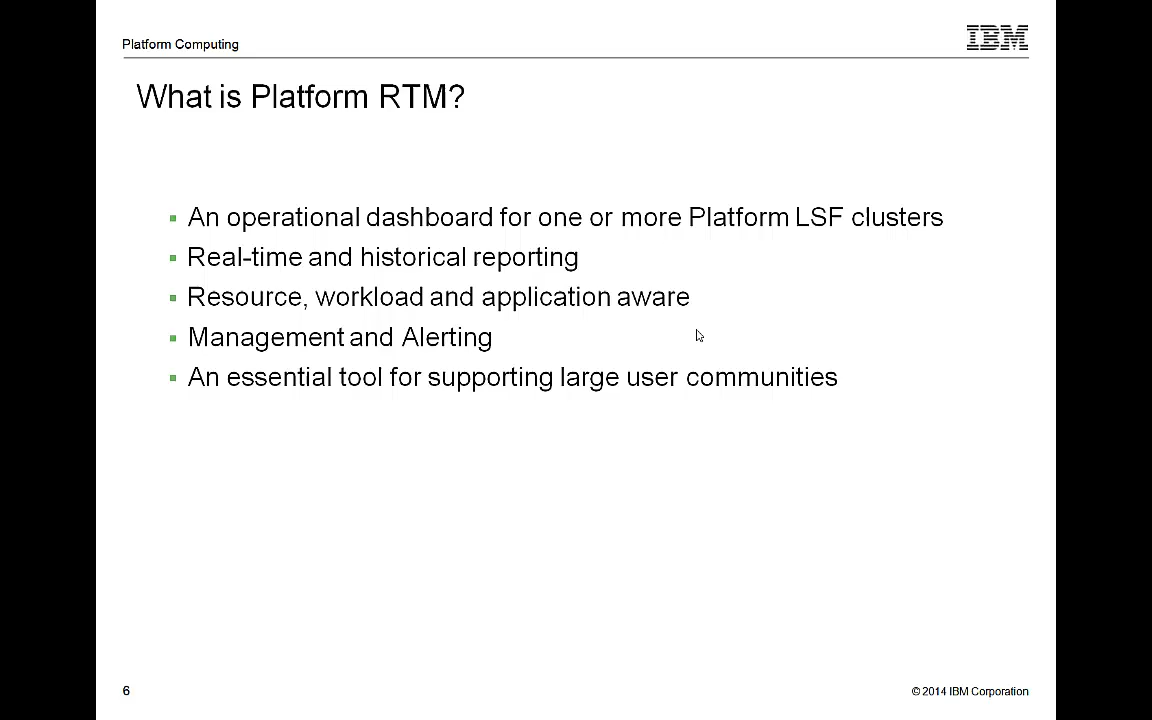 Platform Computing
IBM
What is Platform RTM?
An operational dashboard for one or more Platform LSF clusters
Real-time and historical reporting
Resource, workload and application aware
Management and Alerting
An essential tool for supporting large user communities
6
© 2014 IBM Corporation